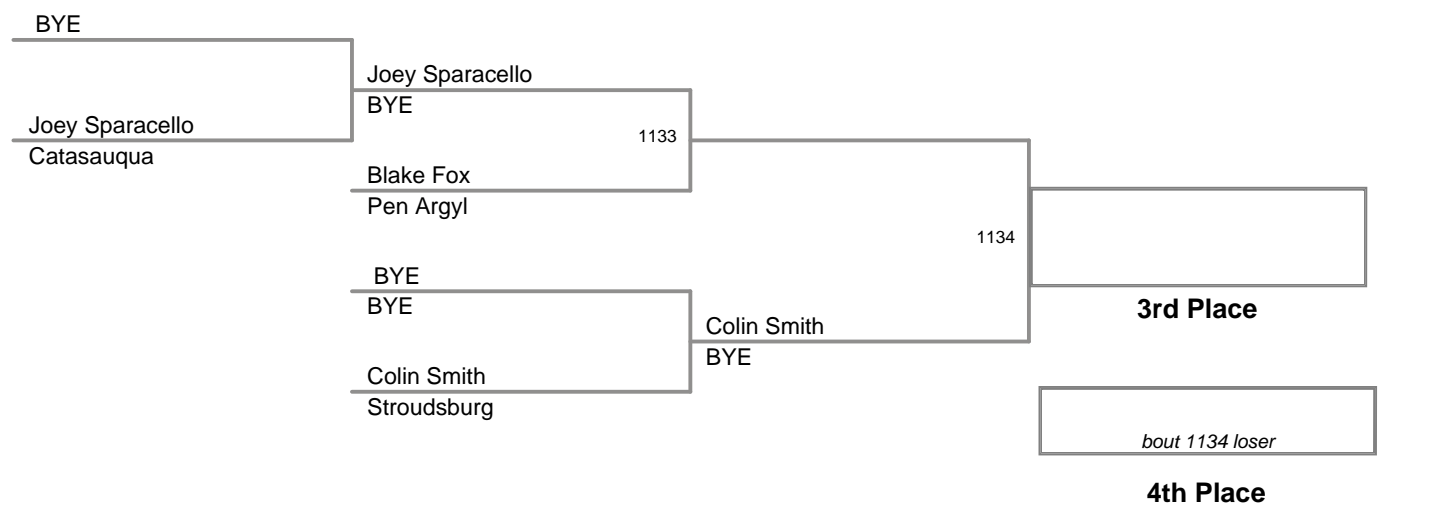 BYE
Joey Sparacello
BYE
Joey Sparacello
Catasauqua
1133
Blake Fox
Pen Argyl
1134
BYE
BYE
3rd Place
Colin Smith
BYE
Colin Smith
Stroudsburg
bout 1134 loser
4th Place